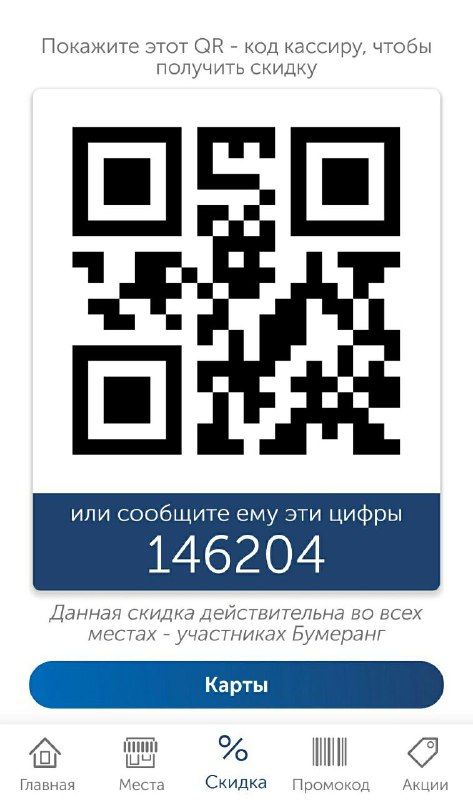 Покажите этот QR - код кассиру, чтобы
получить скидку
или сообщите ему эти цифры
146204
Данная скидка действительна во всех
местах - участниках Бумеранг
Карты
Главная
Места
Скидка
Промокод
Акции